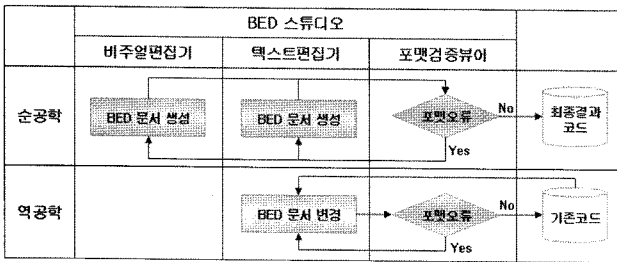 BED 스튜디오
비주얼편집기 텍스트편집기 포맷검증뷰어
순공학
BED 문서 생성 BED 문서 생성 포맷오류 No 최종결과
코드
Yes
역공학
BED 문서 변경 포맷오류 No 기존코드
Yes